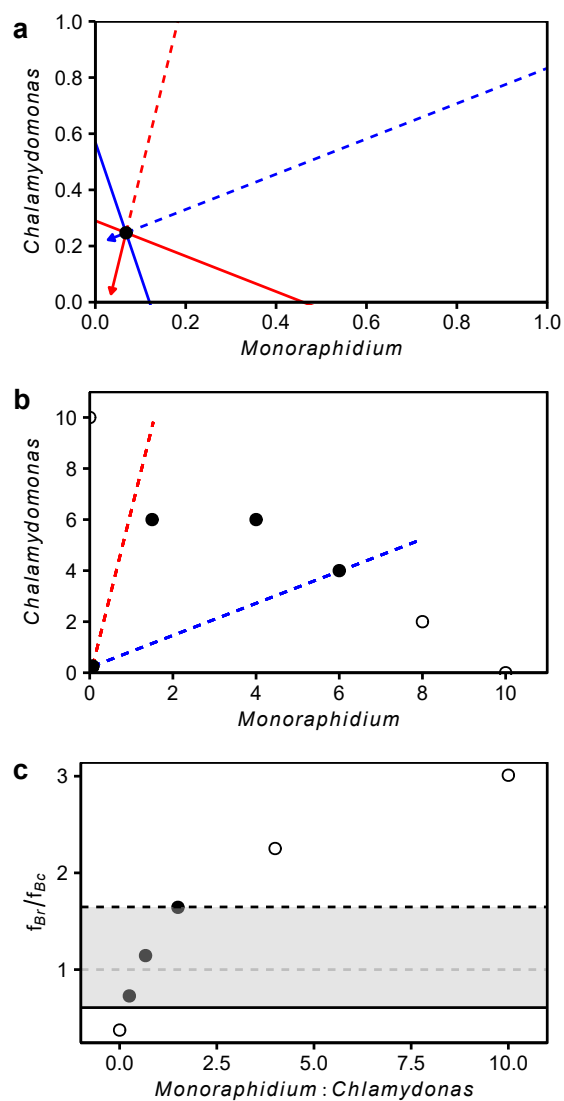 a
1.0
0.8
0.6
0.4
0.2
0.0
Chalamydomonas
0.0 0.2 0.4 0.6 0.8 1.0
Monoraphidium
b
10
8
6
4
2
0
Chalamydomonas
0 2 4 6 8 10
Monoraphidium
c
3
2
1
fBr/fBc
0.0 2.5 5.0 7.5 10.0
Monoraphidium : Chlamydonas